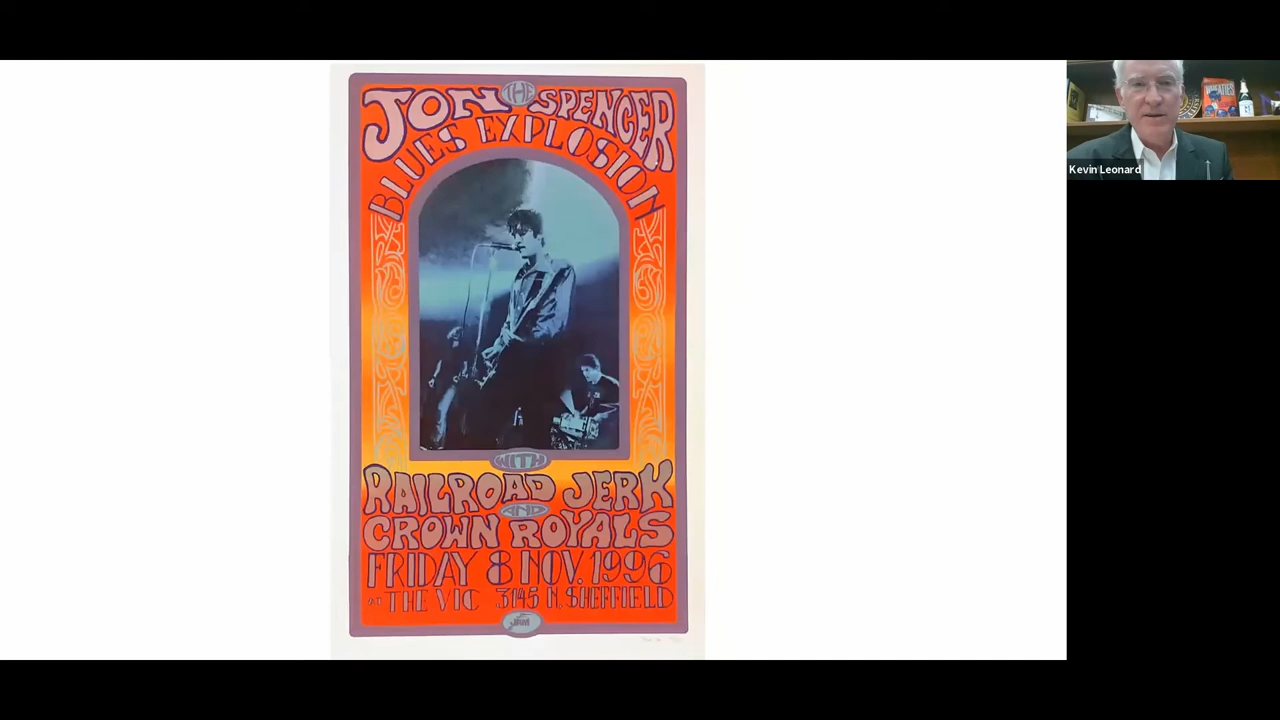 JON THE SPENCER
BLUES EXPLOSION
WITH
RAILROAD JERK
AND
CROWN ROYALS
FRIDAY 8 NOV. 1996
AT THE VIC 3145 N. SHEFFIELD
JAM
WHEATIES
Kevin Leonard